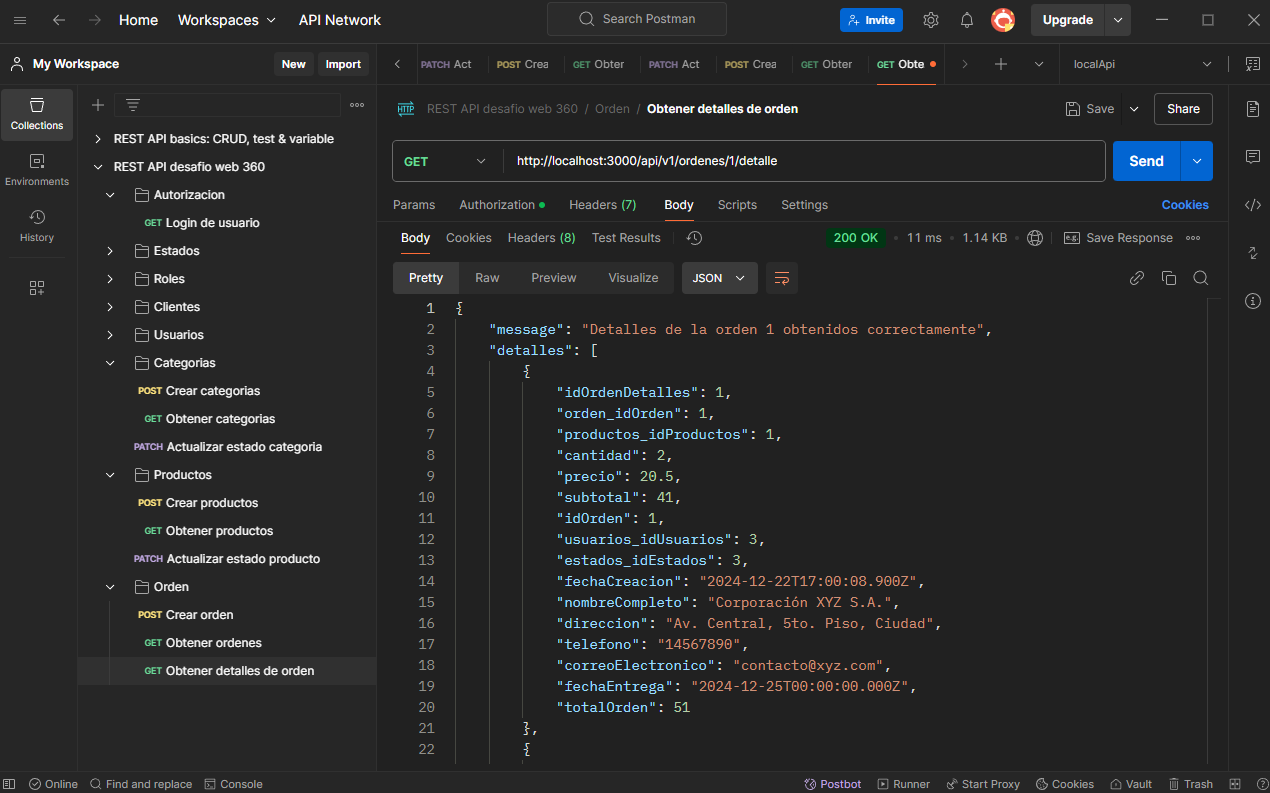 Home Workspaces API Network Search Postman Invite Upgrade
My Workspace New Import PATCH Act POST Crea GET Obter PATCH Act POST Crea GET Obter GET Obte localApi
Collections
Environments
History
REST API basics: CRUD, test & variable
REST API desafio web 360
Autorizacion
GET Login de usuario
Estados
Roles
Clientes
Usuarios
Categorias
POST Crear categorias
GET Obtener categorias
PATCH Actualizar estado categoria
Productos
POST Crear productos
GET Obtener productos
PATCH Actualizar estado producto
Orden
POST Crear orden
GET Obtener ordenes
GET Obtener detalles de orden
HTTP REST API desafio web 360 / Orden / Obtener detalles de orden Save Share
GET http://localhost:3000/api/v1/ordenes/1/detalle Send
Params Authorization Headers (7) Body Scripts Settings Cookies
Body Cookies Headers (8) Test Results 200 OK 11 ms 1.14 KB e.g. Save Response
Pretty Raw Preview Visualize JSON
1 {
2 "message": "Detalles de la orden 1 obtenidos correctamente",
3 "detalles": [
4 {
5 "idOrdenDetalles": 1,
6 "orden_idOrden": 1,
7 "productos_idProductos": 1,
8 "cantidad": 2,
9 "precio": 20.5,
10 "subtotal": 41,
11 "idOrden": 1,
12 "usuarios_idUsuarios": 3,
13 "estados_idEstados": 3,
14 "fechaCreacion": "2024-12-22T17:00:08.900Z",
15 "nombreCompleto": "Corporación XYZ S.A.",
16 "direccion": "Av. Central, 5to. Piso, Ciudad",
17 "telefono": "14567890",
18 "correoElectronico": "contacto@xyz.com",
19 "fechaEntrega": "2024-12-25T00:00:00.000Z",
20 "totalOrden": 51
21 },
22 {
Online Find and replace Console Postbot Runner Start Proxy Cookies Vault Trash